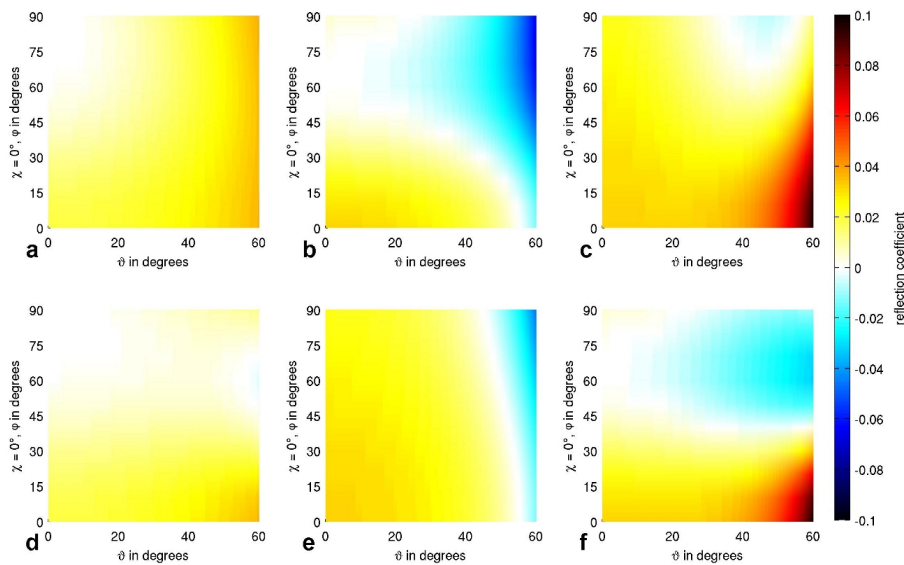 90
75
60
45
30
15
0
χ = 0°, φ in degrees
0 20 40 60
ϑ in degrees
a
90
75
60
45
30
15
0
χ = 0°, φ in degrees
0 20 40 60
ϑ in degrees
b
90
75
60
45
30
15
0
χ = 0°, φ in degrees
0 20 40 60
ϑ in degrees
c
0.1
0.08
0.06
0.04
0.02
0
-0.02
-0.04
-0.06
-0.08
-0.1
reflection coefficient
90
75
60
45
30
15
0
χ = 0°, φ in degrees
0 20 40 60
ϑ in degrees
d
90
75
60
45
30
15
0
χ = 0°, φ in degrees
0 20 40 60
ϑ in degrees
e
90
75
60
45
30
15
0
χ = 0°, φ in degrees
0 20 40 60
ϑ in degrees
f